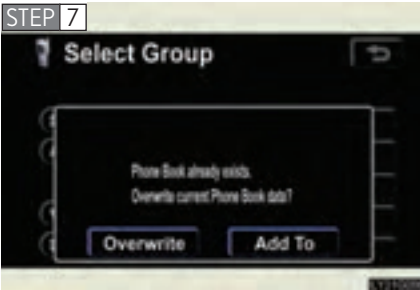 STEP 7
Select Group
Phone Book already exists.
Overwrite current Phone Book data?
Overwrite
Add To